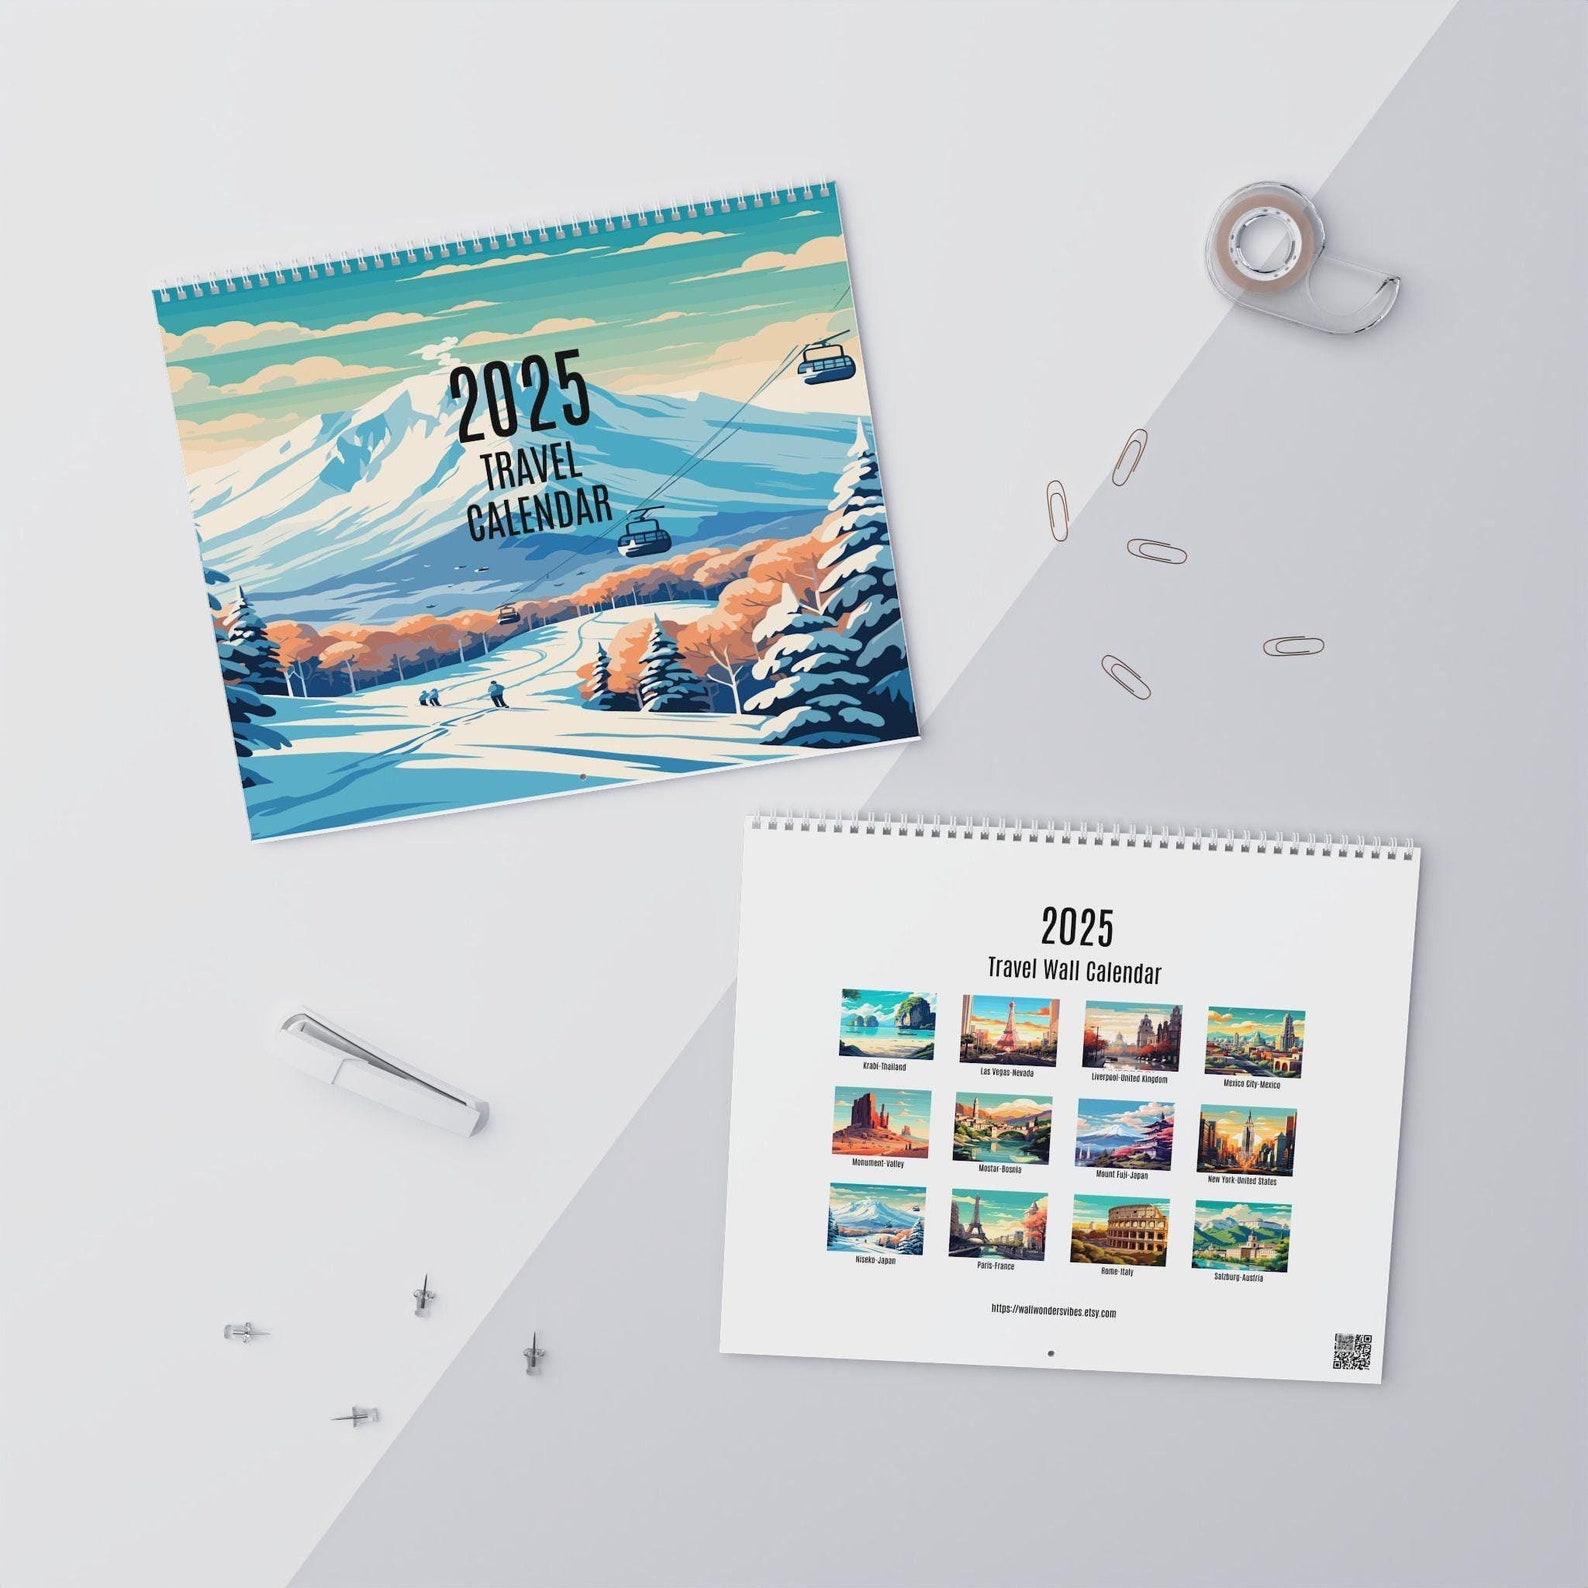 2025
TRAVEL
CALENDAR
2025
Travel Wall Calendar
Krabi-Thailand
Las Vegas-Nevada
Liverpool-United Kingdom
Mexico City-Mexico
Monument-Valley
Mostar-Bosnia
Mount Fuji-Japan
New York-United States
Niseko-Japan
Paris-France
Rome-Italy
Salzburg-Austria
https://wallwondersvibes.etsy.com